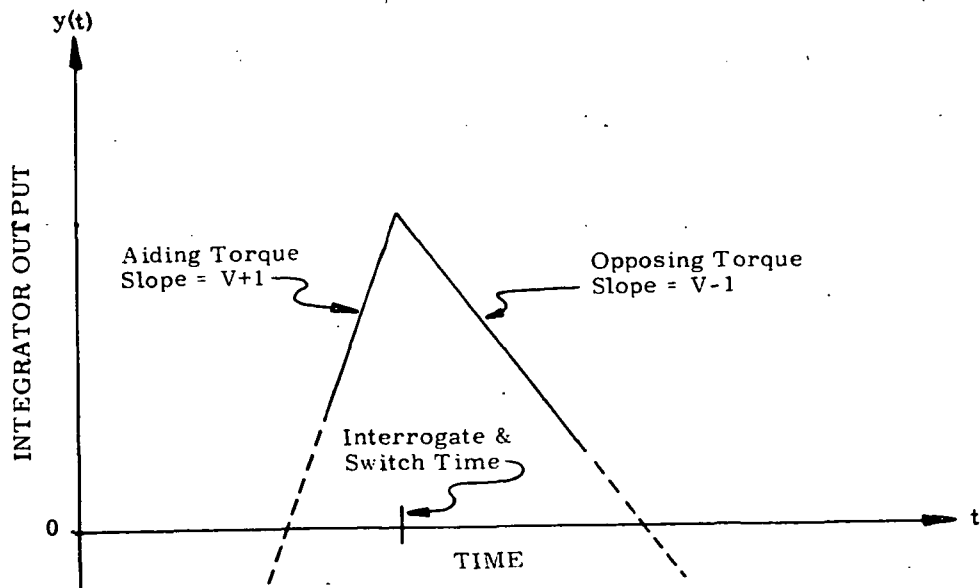 y(t)
INTEGRATOR OUTPUT
Aiding Torque
Slope = V+1
Opposing Torque
Slope = V-1
Interrogate &
Switch Time
0
t
TIME